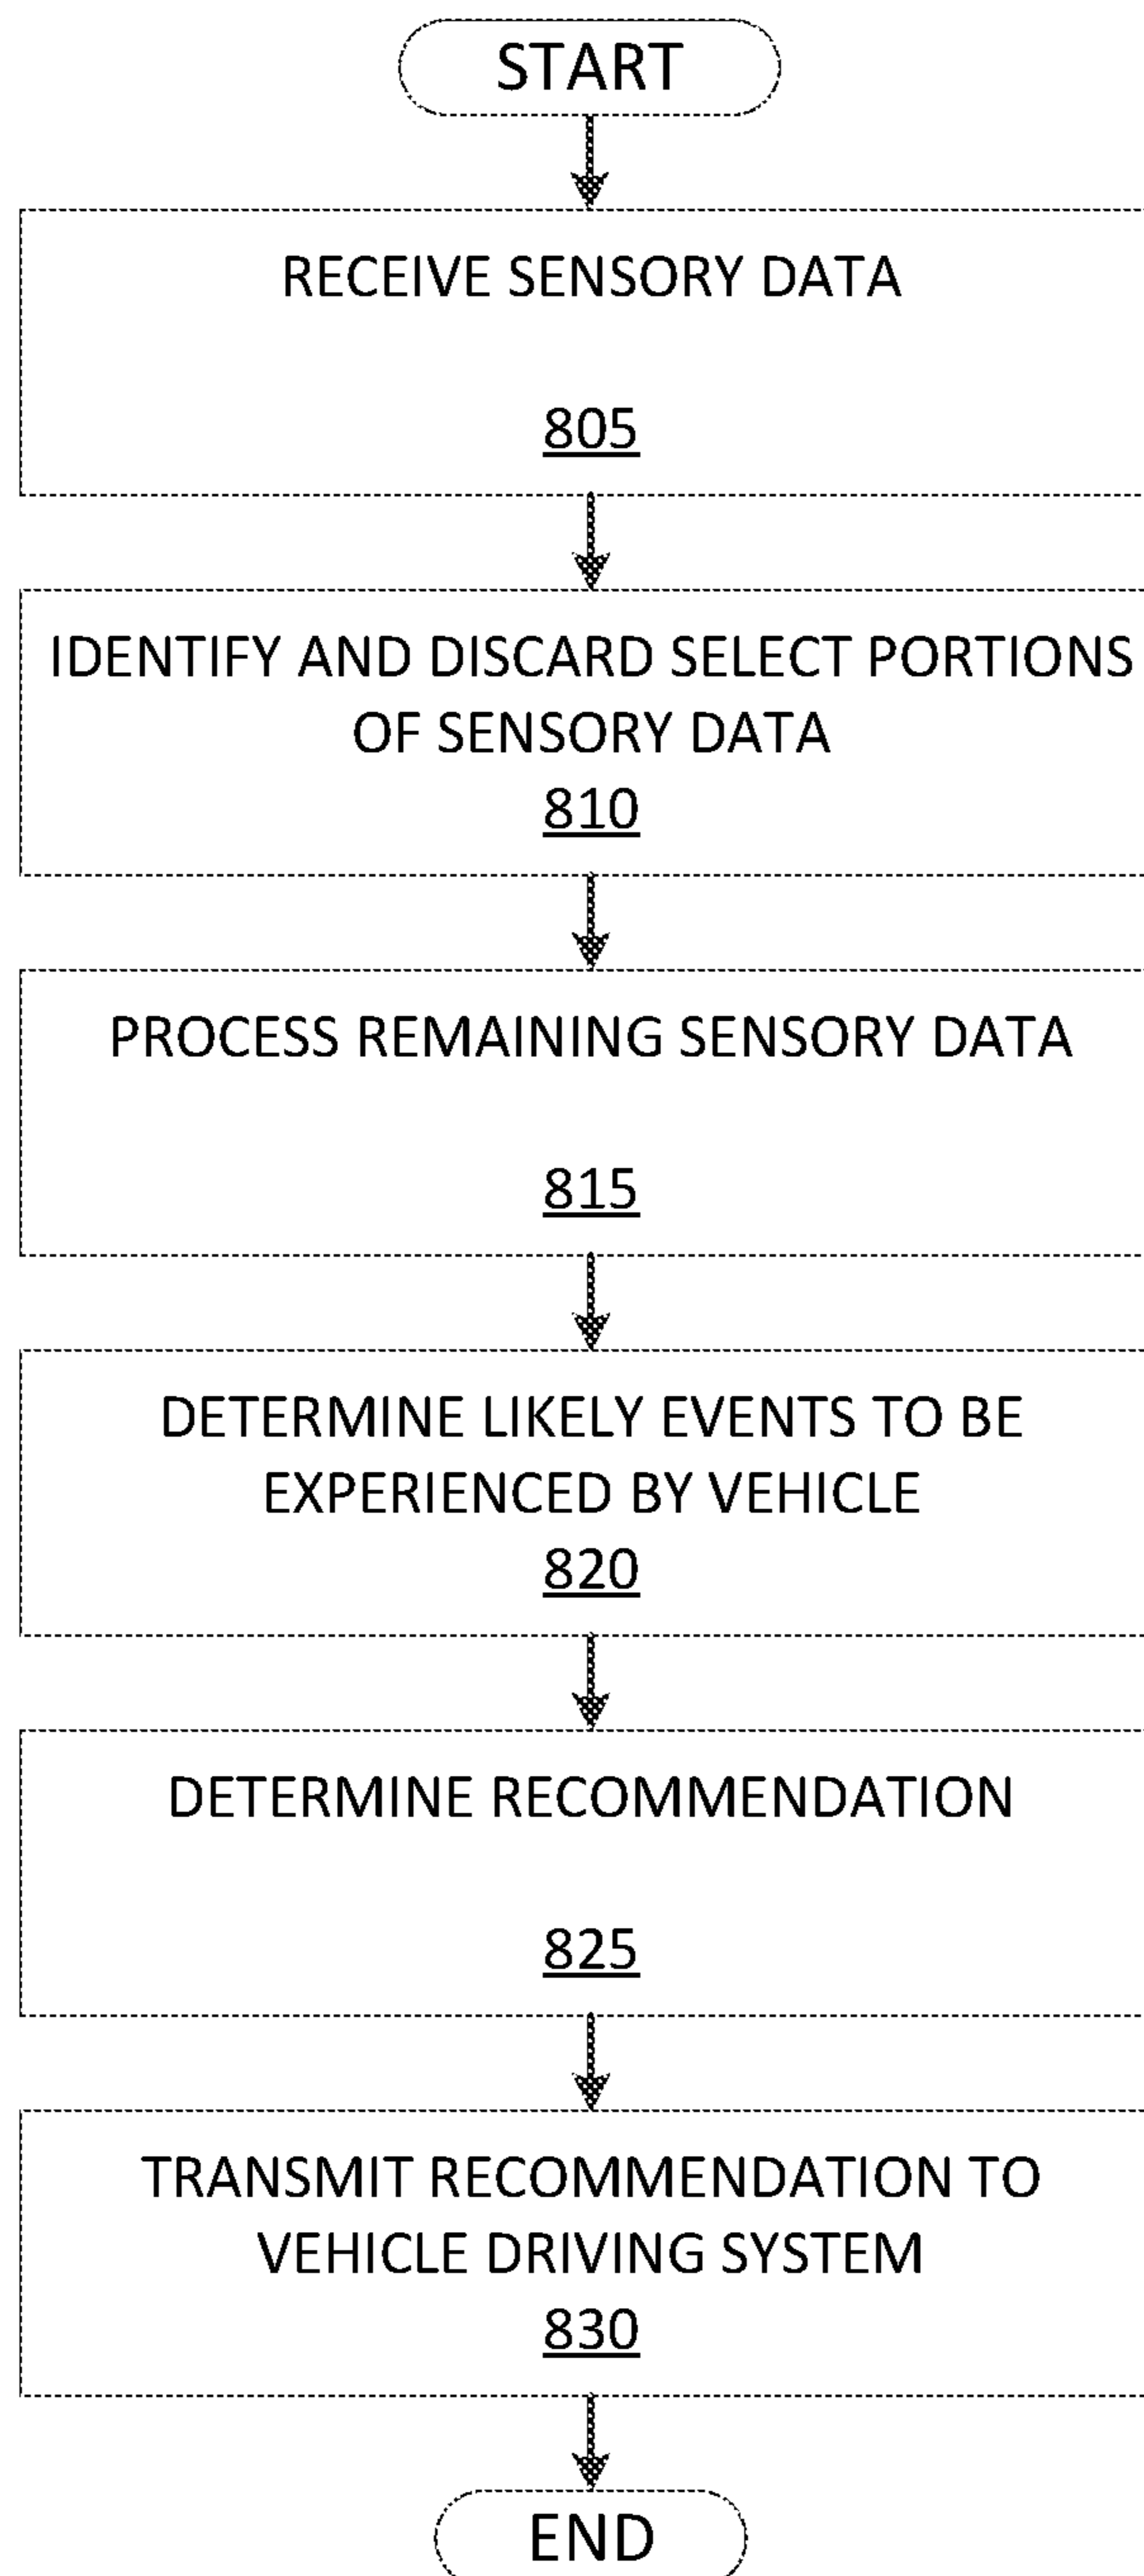 START
RECEIVE SENSORY DATA
805
IDENTIFY AND DISCARD SELECT PORTIONS
OF SENSORY DATA
810
PROCESS REMAINING SENSORY DATA
815
DETERMINE LIKELY EVENTS TO BE
EXPERIENCED BY VEHICLE
820
DETERMINE RECOMMENDATION
825
TRANSMIT RECOMMENDATION TO
VEHICLE DRIVING SYSTEM
830
END